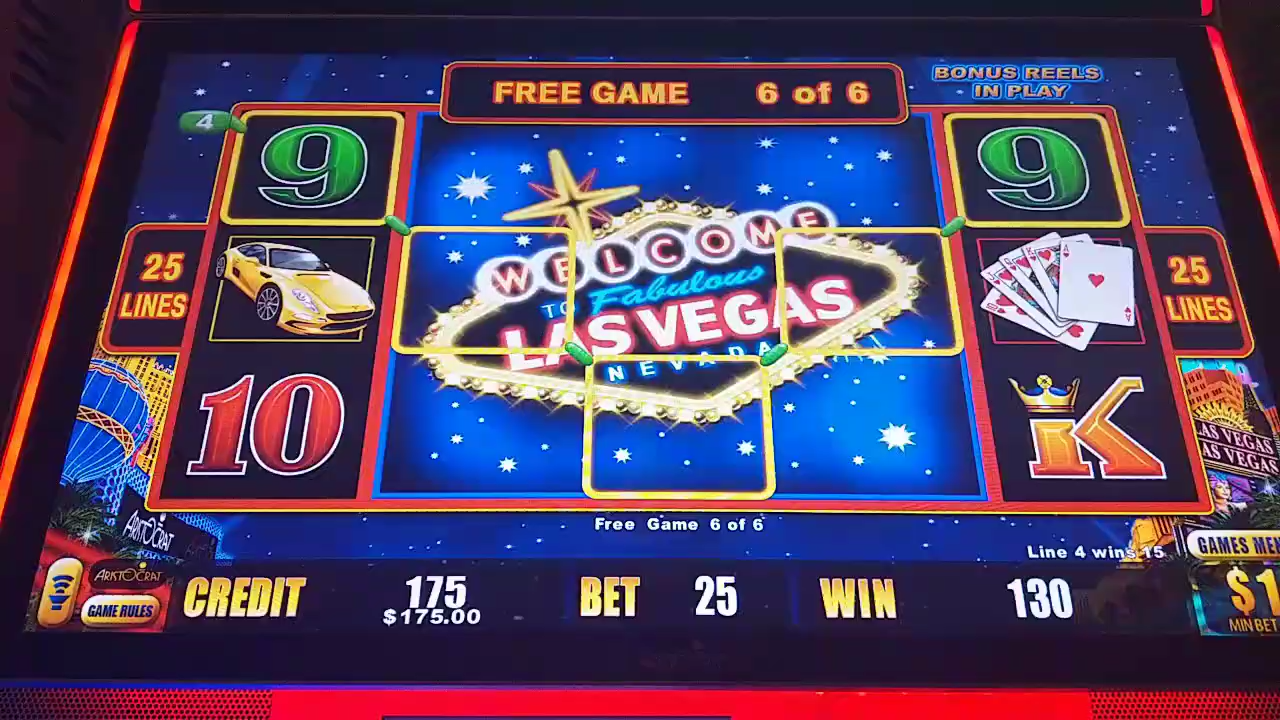 FREE GAME 6 of 6
BONUS REELS
IN PLAY
4
9
9
WELCOME
TO Fabulous
LAS VEGAS
NEVADA
25
LINES
25
LINES
A
10
K
LAS VEGAS
LAS VEGAS
ARISTOCRAT
Free Game 6 of 6
Line 4 wins 15
GAMES MEN
ARISTOCRAT
GAME RULES
CREDIT 175
$175.00
BET 25
WIN 130
$1
MIN BET